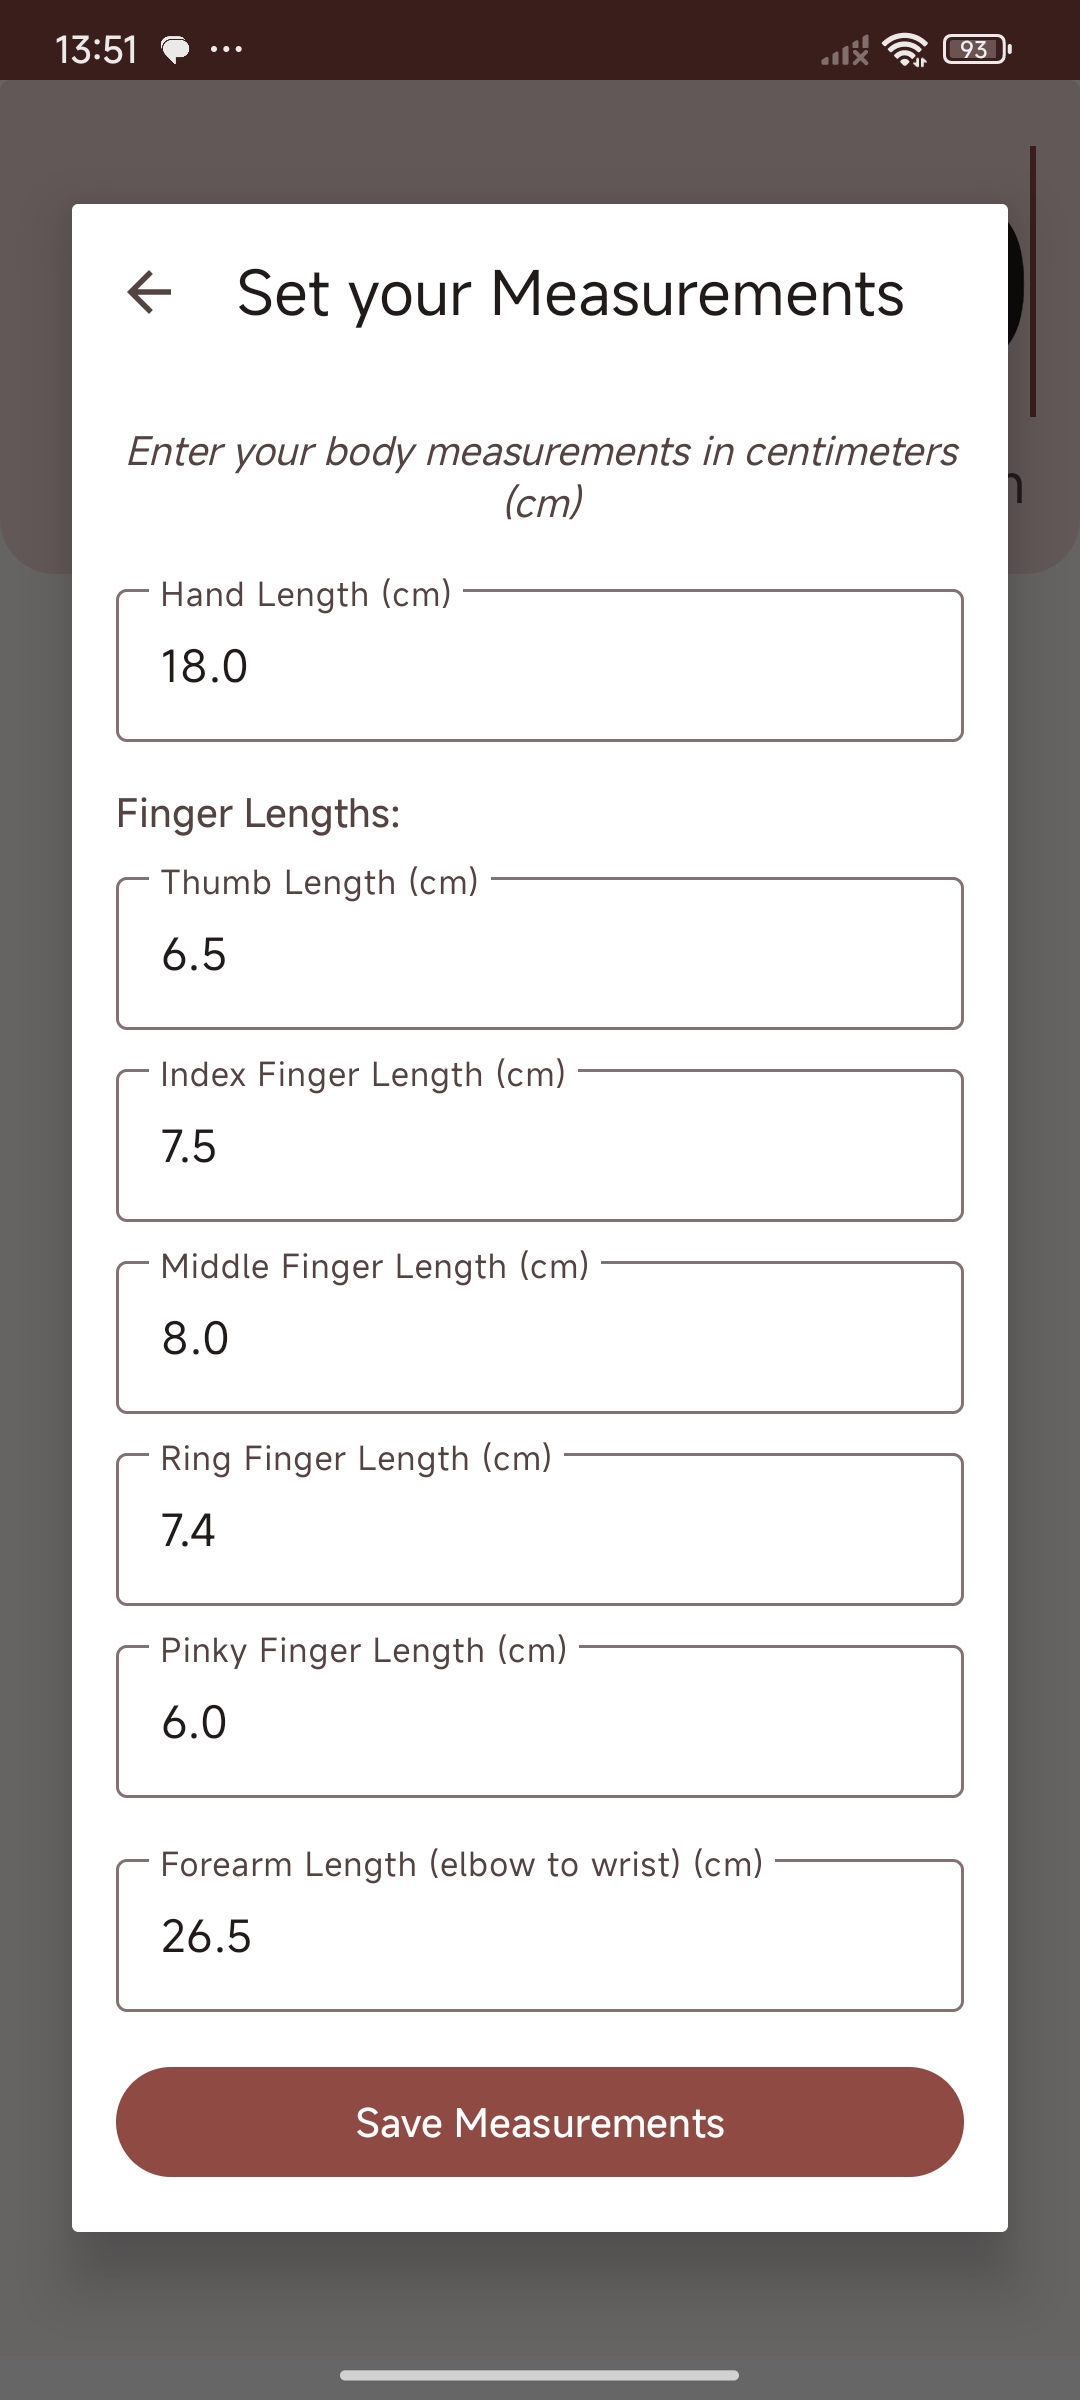 13:51
93
Set your Measurements
Enter your body measurements in centimeters
(cm)
Hand Length (cm)
18.0
Finger Lengths:
Thumb Length (cm)
6.5
Index Finger Length (cm)
7.5
Middle Finger Length (cm)
8.0
Ring Finger Length (cm)
7.4
Pinky Finger Length (cm)
6.0
Forearm Length (elbow to wrist) (cm)
26.5
Save Measurements